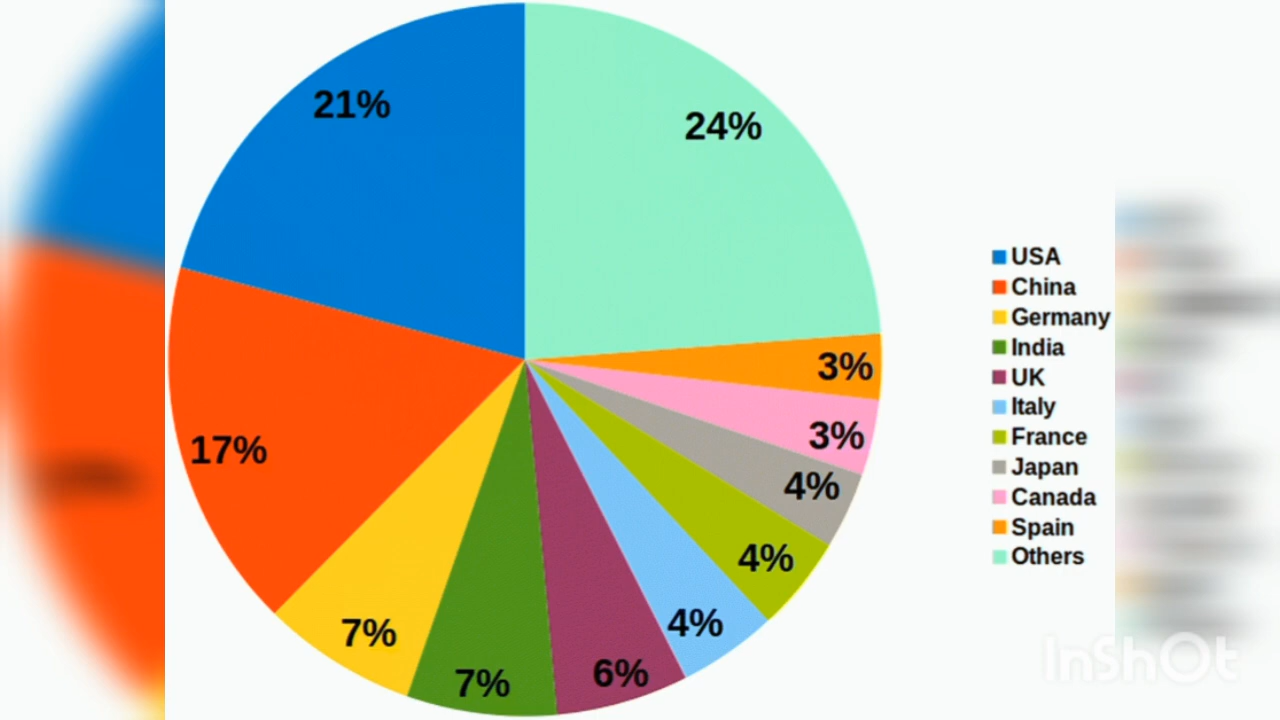 21%
24%
3%
3%
17%
4%
4%
4%
7%
7%
6%
USA
China
Germany
India
UK
Italy
France
Japan
Canada
Spain
Others
InShOt